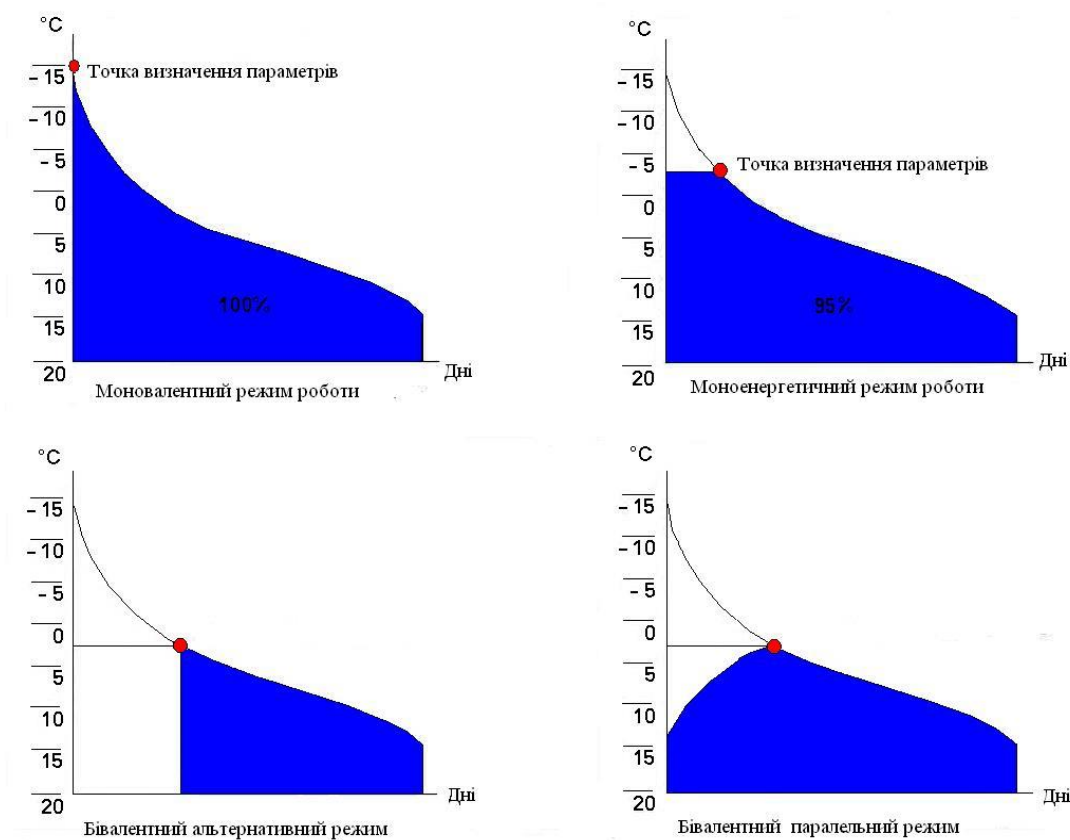 °C
- 15
Точка визначення параметрів
- 10
- 5
0
5
10
100%
15
20
Дні
Моновалентний режим роботи
°C
- 15
- 10
- 5
Точка визначення параметрів
0
5
10
95%
15
20
Дні
Моноенергетичний режим роботи
°C
- 15
- 10
- 5
0
5
10
15
20
Дні
Бівалентний альтернативний режим
°C
- 15
- 10
- 5
0
5
10
15
20
Дні
Бівалентний паралельний режим